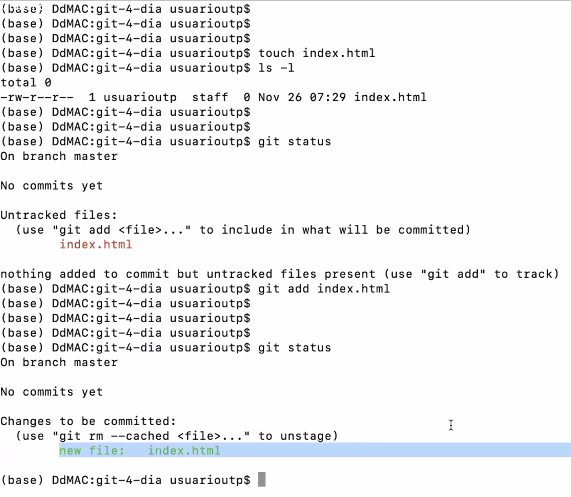 (base) DdMAC:git-4-dia usuarioutp$
(base) DdMAC:git-4-dia usuarioutp$
(base) DdMAC:git-4-dia usuarioutp$
(base) DdMAC:git-4-dia usuarioutp$ touch index.html
(base) DdMAC:git-4-dia usuarioutp$ ls -l
total 0
-rw-r--r--  1 usuarioutp  staff  0 Nov 26 07:29 index.html
(base) DdMAC:git-4-dia usuarioutp$
(base) DdMAC:git-4-dia usuarioutp$
(base) DdMAC:git-4-dia usuarioutp$ git status
On branch master
No commits yet
Untracked files:
  (use "git add <file>..." to include in what will be committed)
        index.html
nothing added to commit but untracked files present (use "git add" to track)
(base) DdMAC:git-4-dia usuarioutp$ git add index.html
(base) DdMAC:git-4-dia usuarioutp$
(base) DdMAC:git-4-dia usuarioutp$
(base) DdMAC:git-4-dia usuarioutp$
(base) DdMAC:git-4-dia usuarioutp$ git status
On branch master
No commits yet
Changes to be committed:
  (use "git rm --cached <file>..." to unstage)
        new file:   index.html
(base) DdMAC:git-4-dia usuarioutp$